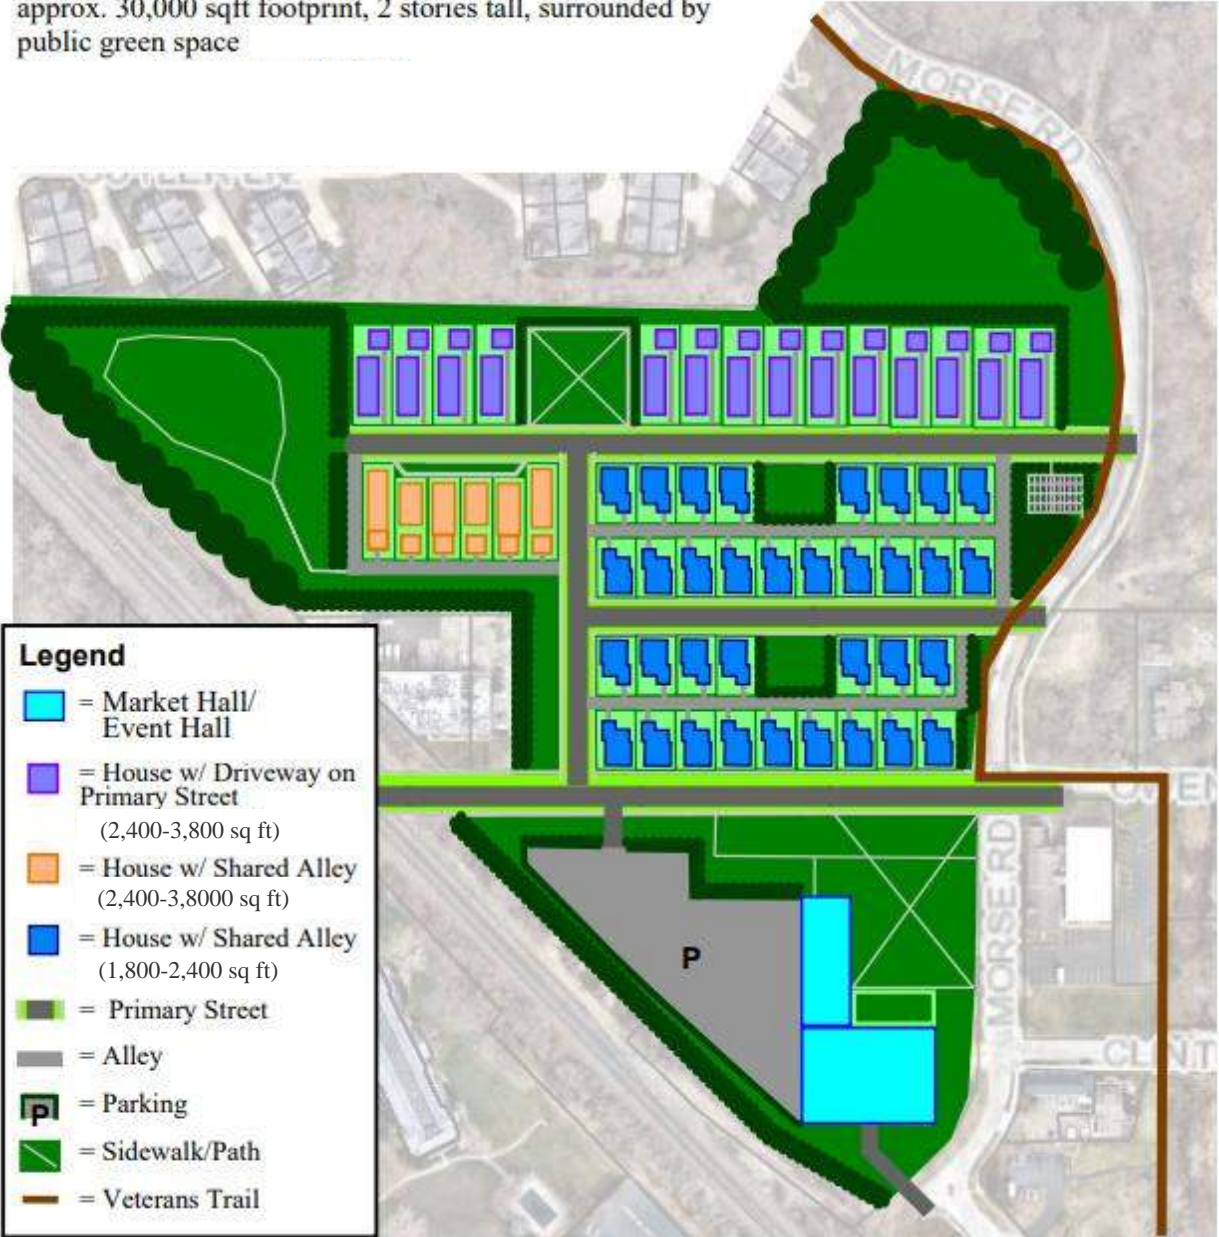 approx. 30,000 sqft footprint, 2 stories tall, surrounded by
public green space
MORSE RD
Legend
= Market Hall/
Event Hall
= House w/ Driveway on
Primary Street
(2,400-3,800 sq ft)
= House w/ Shared Alley
(2,400-3,8000 sq ft)
= House w/ Shared Alley
(1,800-2,400 sq ft)
= Primary Street
= Alley
P = Parking
= Sidewalk/Path
= Veterans Trail
P
MORSE RD